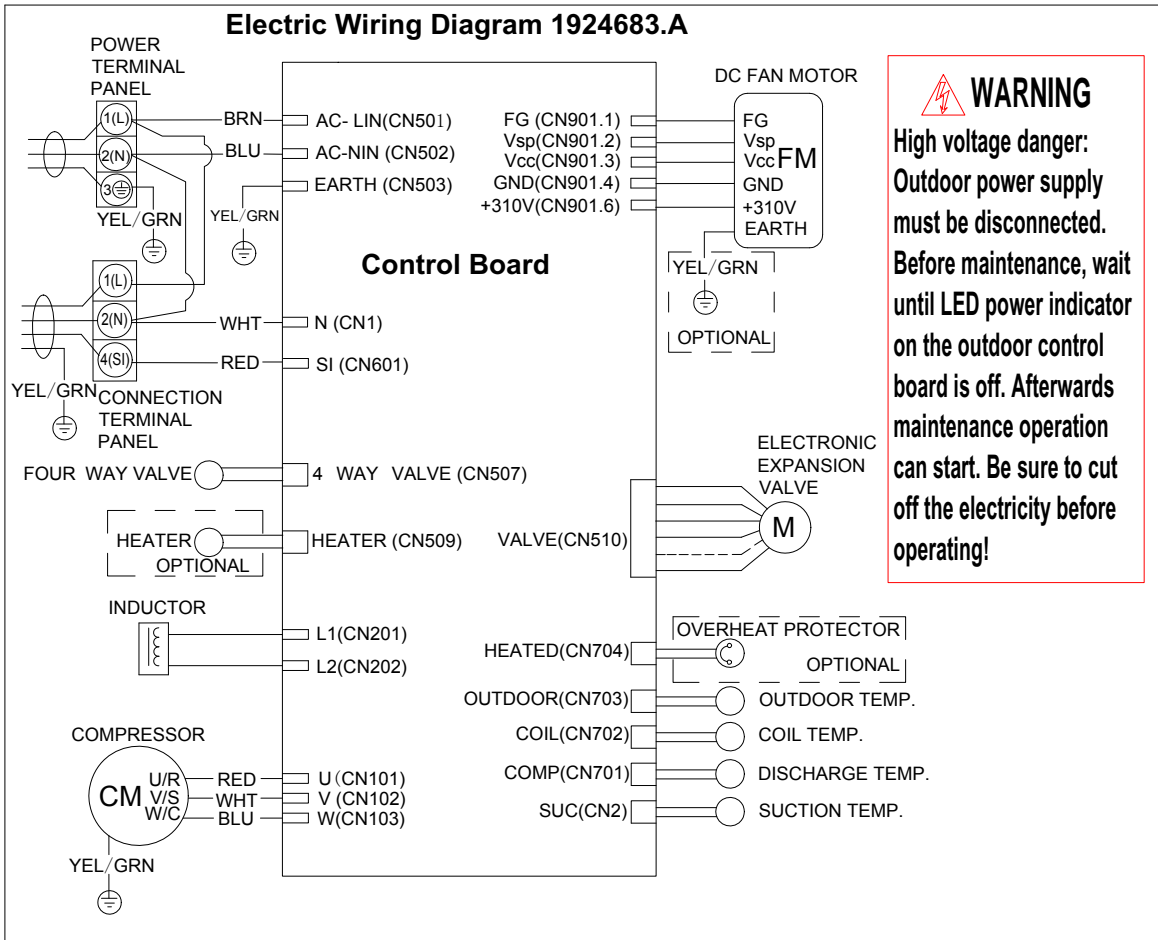 Electric Wiring Diagram 1924683.A
POWER
TERMINAL
PANEL
1(L)
2(N)
3
YEL/GRN
BRN
BLU
YEL/GRN
AC- LIN(CN501)
AC-NIN (CN502)
EARTH (CN503)
Control Board
1(L)
2(N)
4(SI)
WHT
RED
N (CN1)
SI (CN601)
YEL/GRN
CONNECTION
TERMINAL
PANEL
FOUR WAY VALVE
4 WAY VALVE (CN507)
HEATER
OPTIONAL
HEATER (CN509)
INDUCTOR
L1(CN201)
L2(CN202)
COMPRESSOR
CM
U/R
V/S
W/C
RED
WHT
BLU
U(CN101)
V (CN102)
W(CN103)
YEL/GRN
DC FAN MOTOR
FG (CN901.1)
Vsp(CN901.2)
Vcc(CN901.3)
GND(CN901.4)
+310V(CN901.6)
FG
Vsp
Vcc
FM
GND
+310V
EARTH
YEL/GRN
OPTIONAL
ELECTRONIC
EXPANSION
VALVE
VALVE(CN510)
M
HEATED(CN704)
OVERHEAT PROTECTOR
OPTIONAL
OUTDOOR(CN703)
OUTDOOR TEMP.
COIL(CN702)
COIL TEMP.
COMP(CN701)
DISCHARGE TEMP.
SUC(CN2)
SUCTION TEMP.
WARNING
High voltage danger:
Outdoor power supply
must be disconnected.
Before maintenance, wait
until LED power indicator
on the outdoor control
board is off. Afterwards
maintenance operation
can start. Be sure to cut
off the electricity before
operating!